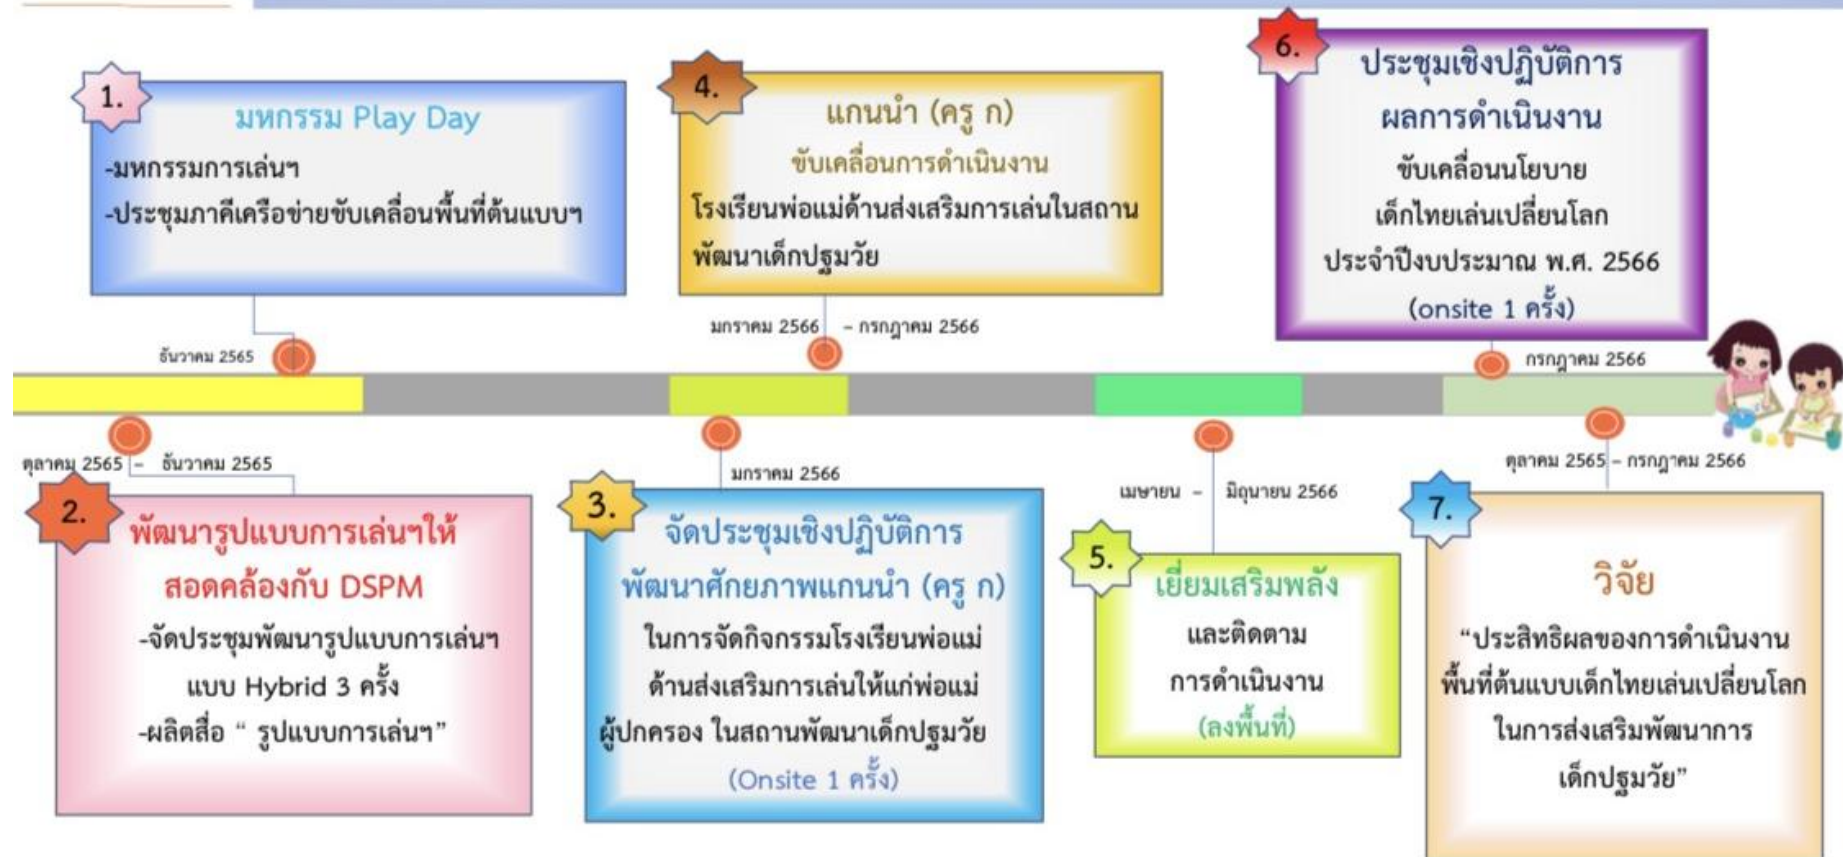 1.
มหกรรม Play Day
-มหกรรมการเล่นฯ
-ประชุมภาคีเครือข่ายขับเคลื่อนพื้นที่ต้นแบบฯ
ธันวาคม 2565
4.
แกนนำ (ครู ก)
ขับเคลื่อนการดำเนินงาน
โรงเรียนพ่อแม่ด้านส่งเสริมการเล่นในสถาน
พัฒนาเด็กปฐมวัย
มกราคม 2566 – กรกฎาคม 2566
6.
ประชุมเชิงปฏิบัติการ
ผลการดำเนินงาน
ขับเคลื่อนนโยบาย
เด็กไทยเล่นเปลี่ยนโลก
ประจำปีงบประมาณ พ.ศ. 2566
(onsite 1 ครั้ง)
กรกฎาคม 2566
ตุลาคม 2565 – ธันวาคม 2565
2.
พัฒนารูปแบบการเล่นฯให้
สอดคล้องกับ DSPM
-จัดประชุมพัฒนารูปแบบการเล่นฯ
แบบ Hybrid 3 ครั้ง
-ผลิตสื่อ “ รูปแบบการเล่นฯ”
มกราคม 2566
3.
จัดประชุมเชิงปฏิบัติการ
พัฒนาศักยภาพแกนนำ (ครู ก)
ในการจัดกิจกรรมโรงเรียนพ่อแม่
ด้านส่งเสริมการเล่นให้แก่พ่อแม่
ผู้ปกครอง ในสถานพัฒนาเด็กปฐมวัย
(Onsite 1 ครั้ง)
เมษายน – มิถุนายน 2566
5.
เยี่ยมเสริมพลัง
และติดตาม
การดำเนินงาน
(ลงพื้นที่)
ตุลาคม 2565 – กรกฎาคม 2566
7.
วิจัย
“ประสิทธิผลของการดำเนินงาน
พื้นที่ต้นแบบเด็กไทยเล่นเปลี่ยนโลก
ในการส่งเสริมพัฒนาการ
เด็กปฐมวัย”